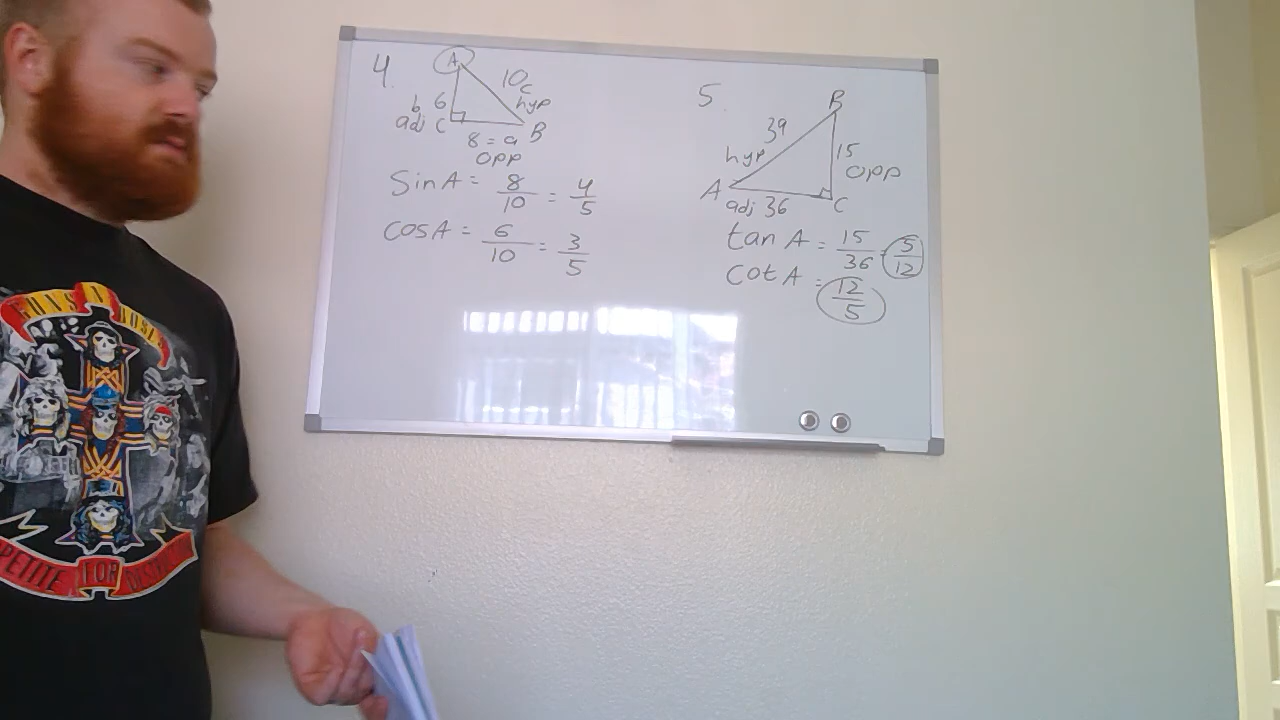 GUNS N' ROSES
APPETITE FOR DESTRUCTION
4.
A
10 c
hyp
b 6
adj C
B
8 = a
opp
Sin A = 8/10 = 4/5
cos A = 6/10 = 3/5
5.
B
39
hyp
15
opp
A
adj 36
C
tan A = 15/36 = 5/12
cot A = 12/5